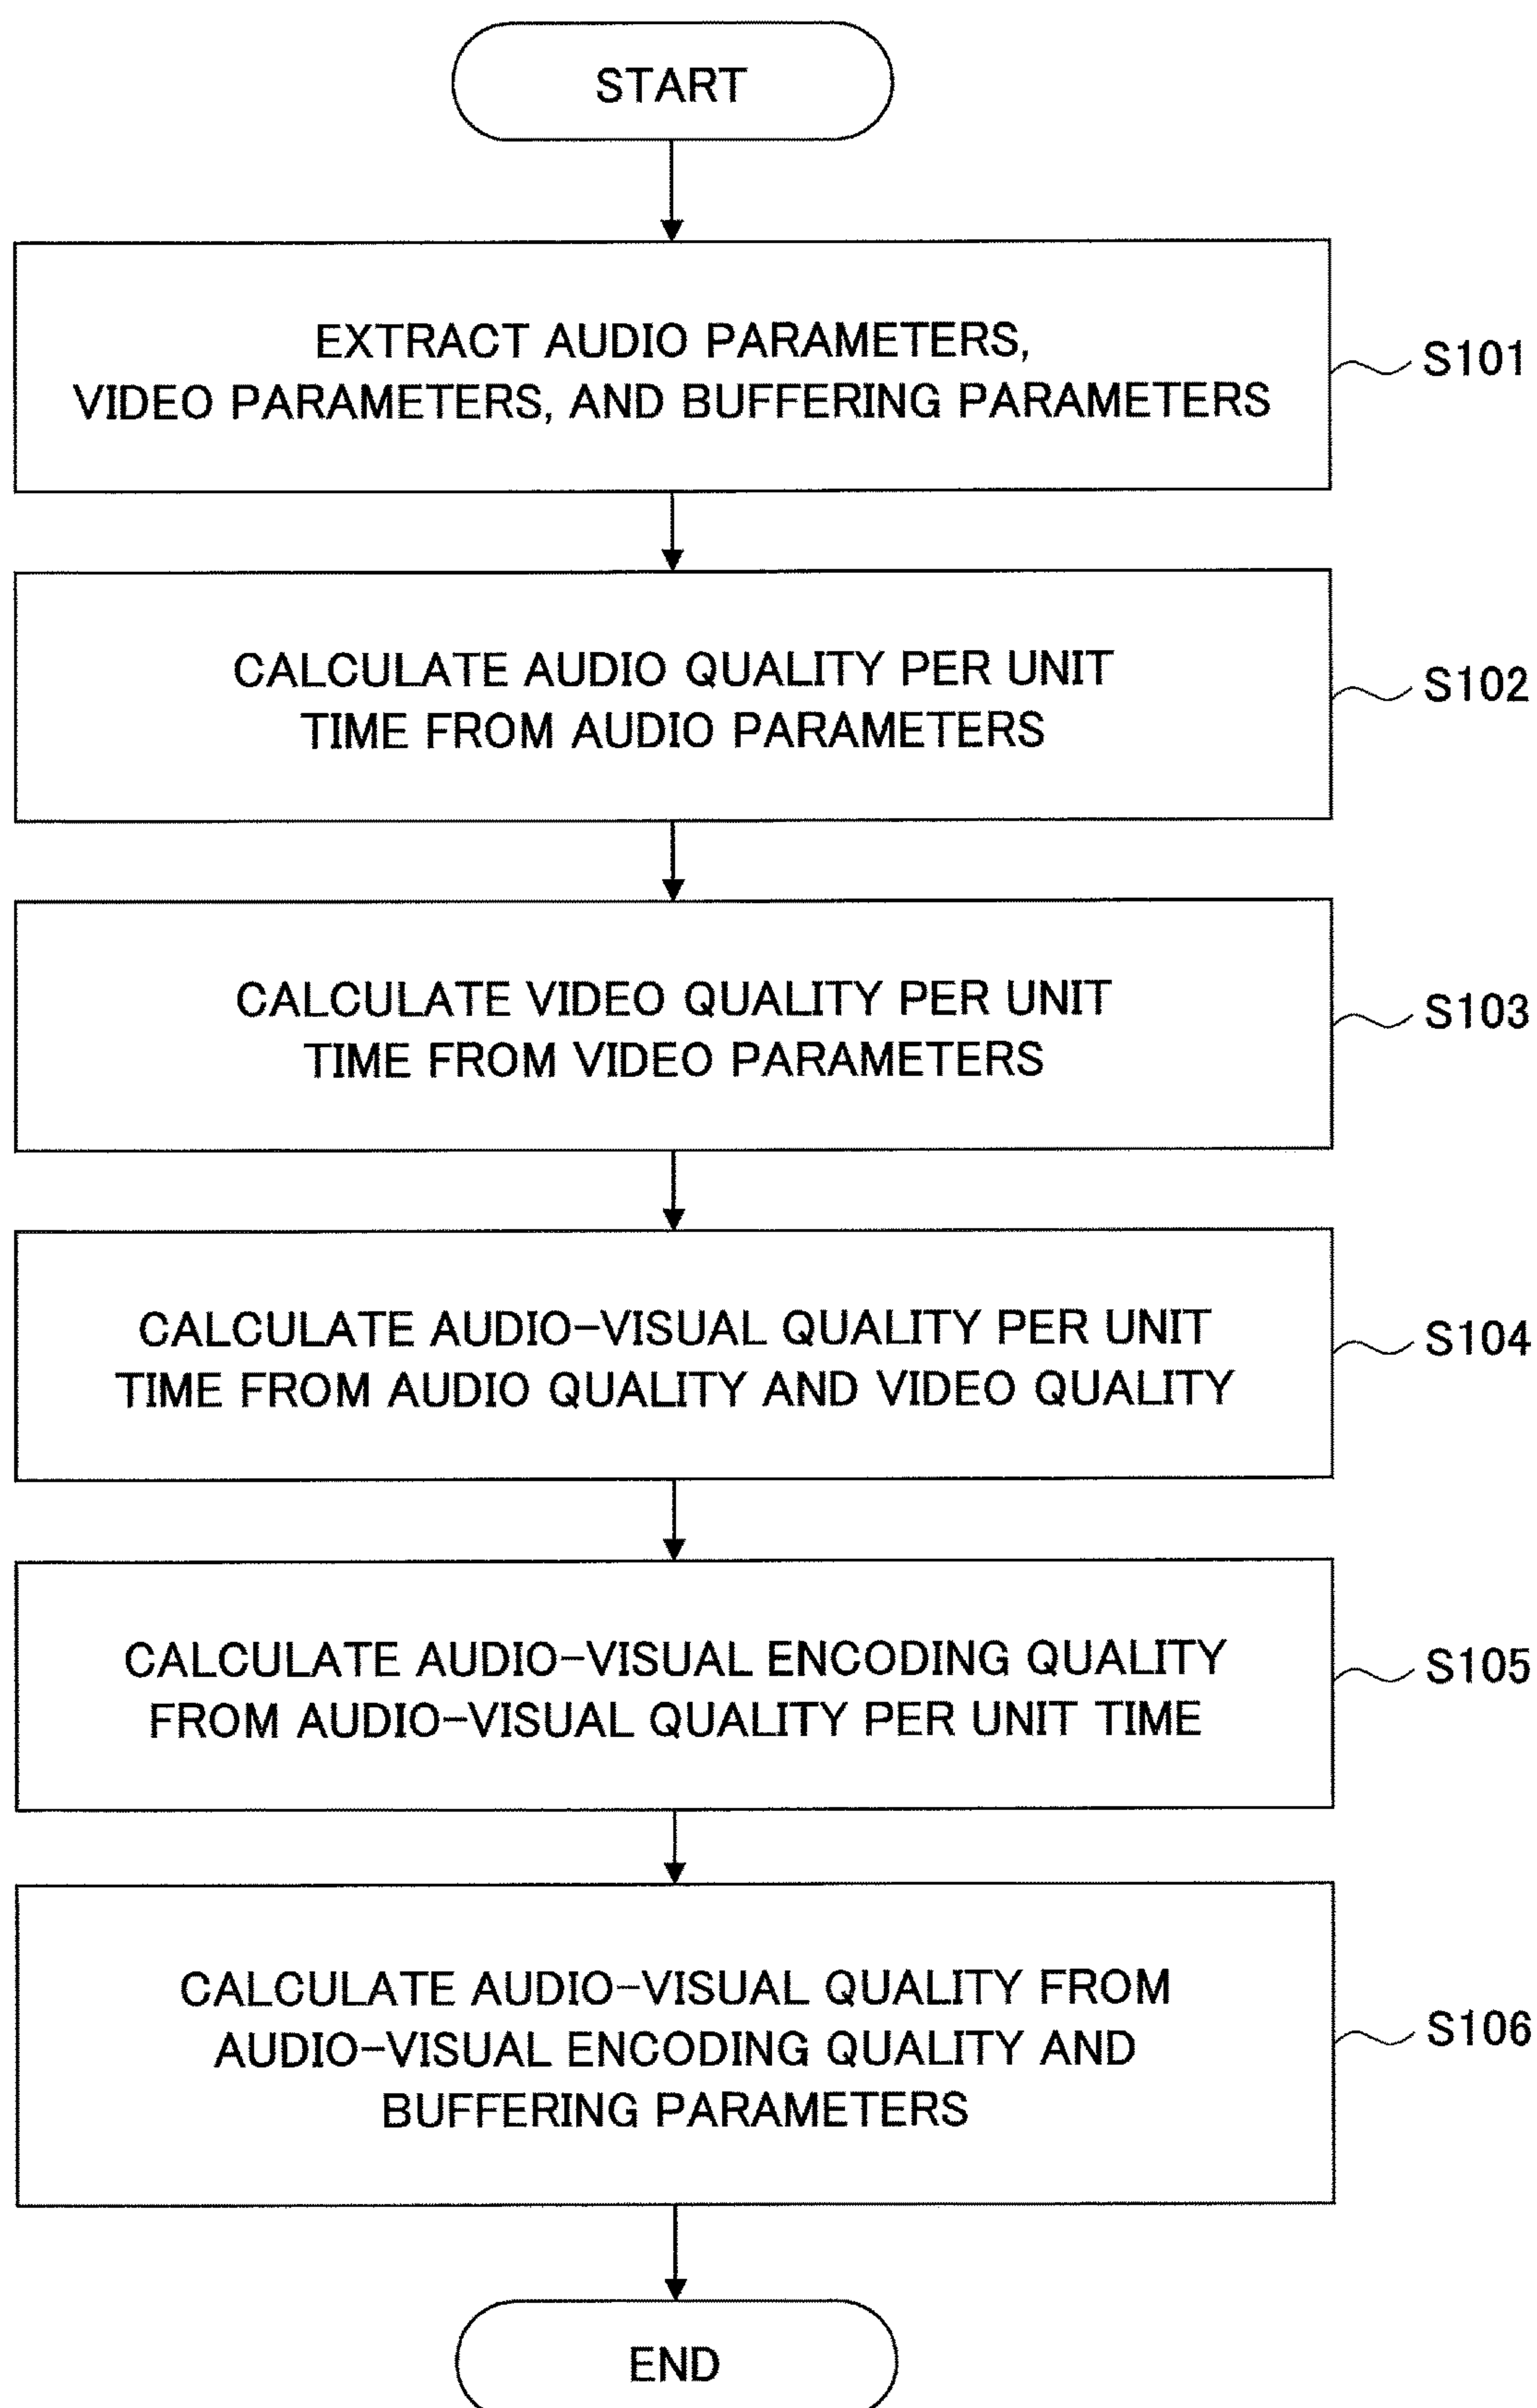 START
EXTRACT AUDIO PARAMETERS,
VIDEO PARAMETERS, AND BUFFERING PARAMETERS
S101
CALCULATE AUDIO QUALITY PER UNIT
TIME FROM AUDIO PARAMETERS
S102
CALCULATE VIDEO QUALITY PER UNIT
TIME FROM VIDEO PARAMETERS
S103
CALCULATE AUDIO-VISUAL QUALITY PER UNIT
TIME FROM AUDIO QUALITY AND VIDEO QUALITY
S104
CALCULATE AUDIO-VISUAL ENCODING QUALITY
FROM AUDIO-VISUAL QUALITY PER UNIT TIME
S105
CALCULATE AUDIO-VISUAL QUALITY FROM
AUDIO-VISUAL ENCODING QUALITY AND
BUFFERING PARAMETERS
S106
END